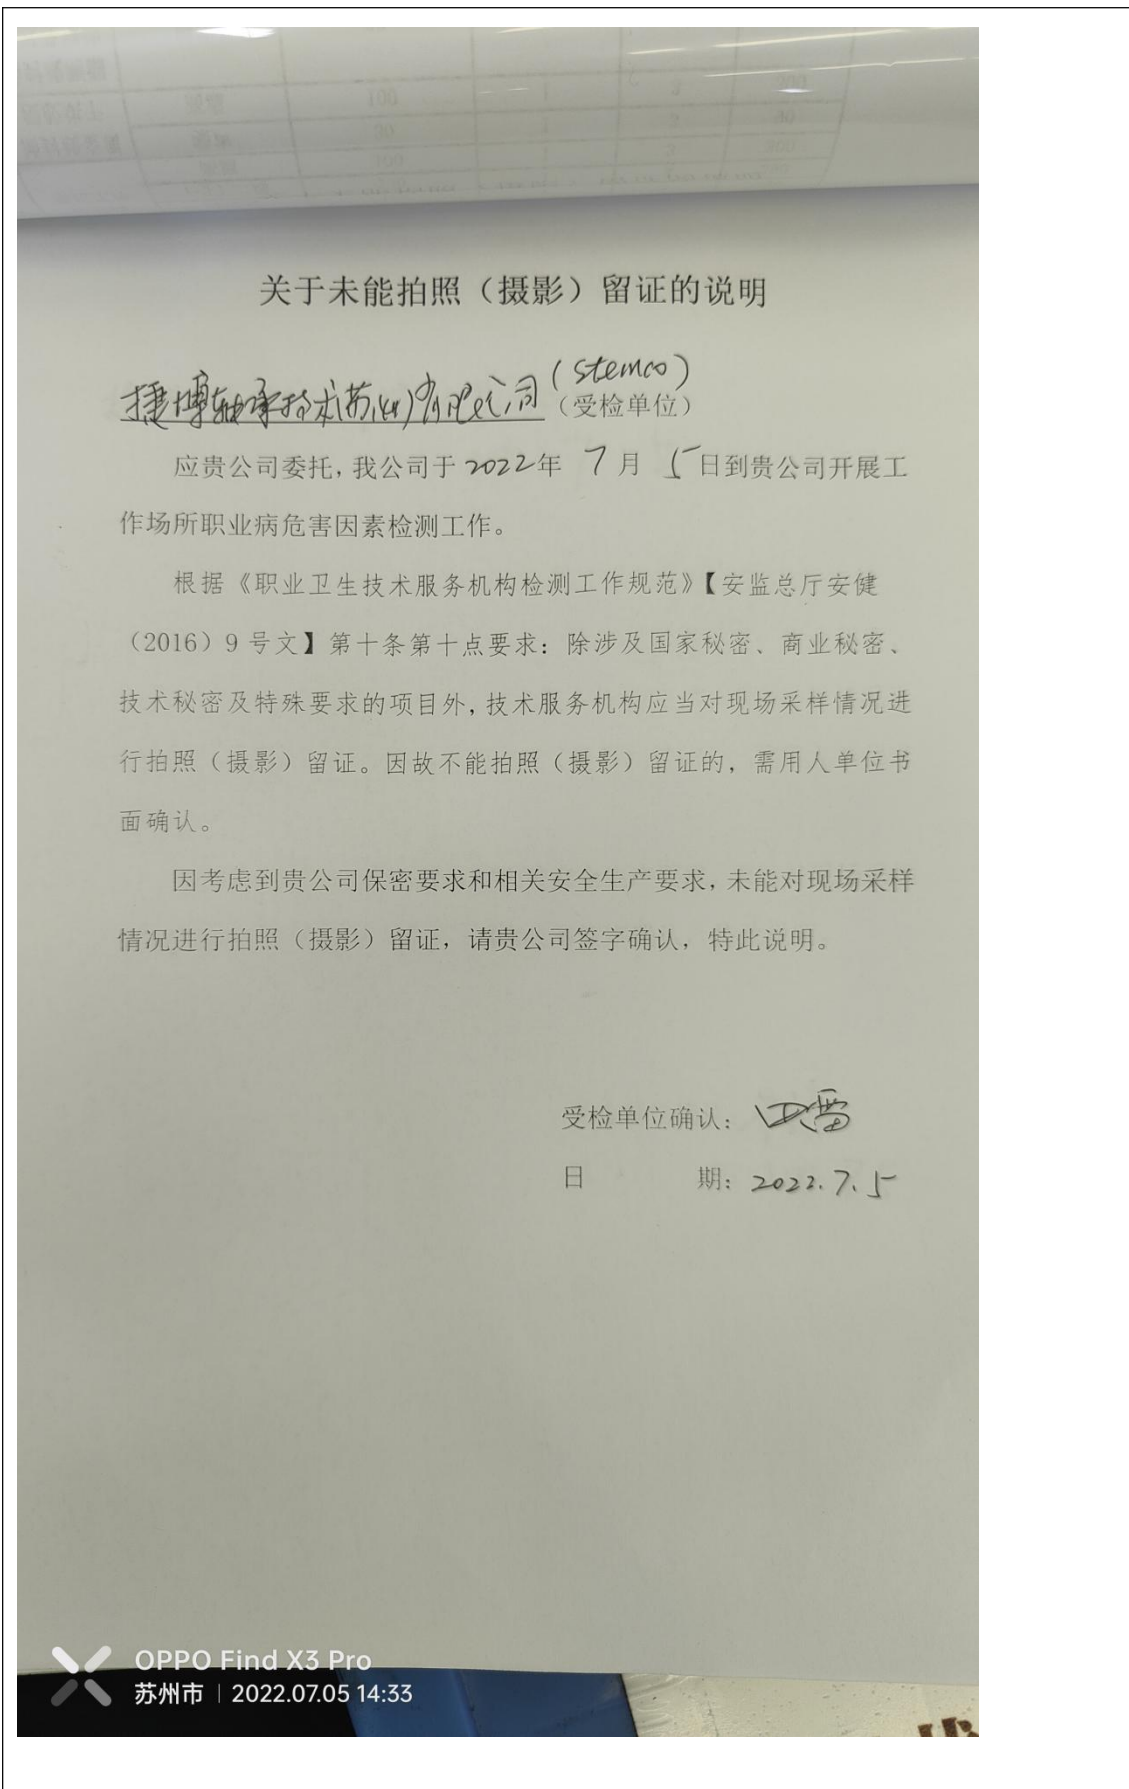 100
30
100
关于未能拍照（摄影）留证的说明
(stemco)
捷博轴承技术(苏州)有限公司（受检单位）
应贵公司委托，我公司于2022年 7月 5日到贵公司开展工
作场所职业病危害因素检测工作。
根据《职业卫生技术服务机构检测工作规范》【安监总厅安健
（2016）9号文】第十条第十点要求：除涉及国家秘密、商业秘密、
技术秘密及特殊要求的项目外，技术服务机构应当对现场采样情况进
行拍照（摄影）留证。因故不能拍照（摄影）留证的，需用人单位书
面确认。
因考虑到贵公司保密要求和相关安全生产要求，未能对现场采样
情况进行拍照（摄影）留证，请贵公司签字确认，特此说明。
受检单位确认：
日 期：2022.7.5
OPPO Find X3 Pro
苏州市 | 2022.07.05 14:33